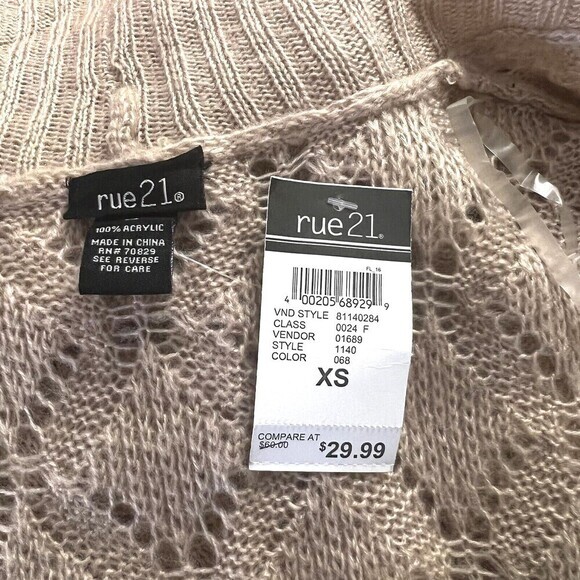 rue21®
100% ACRYLIC
MADE IN CHINA
RN# 70829
SEE REVERSE
FOR CARE
rue21®
FL_16
4 00205 68929 9
VND STYLE 81140284
CLASS 0024 F
VENDOR 01689
STYLE 1140
COLOR 068
XS
COMPARE AT
$60.00
$29.99